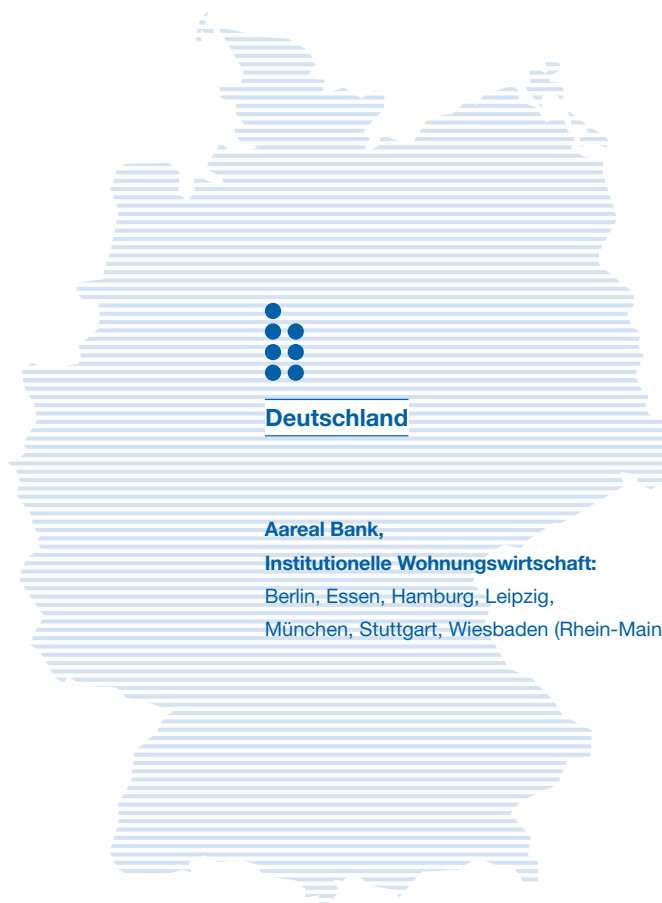 Deutschland
Aareal Bank,
Institutionelle Wohnungswirtschaft:
Berlin, Essen, Hamburg, Leipzig,
München, Stuttgart, Wiesbaden (Rhein-Main